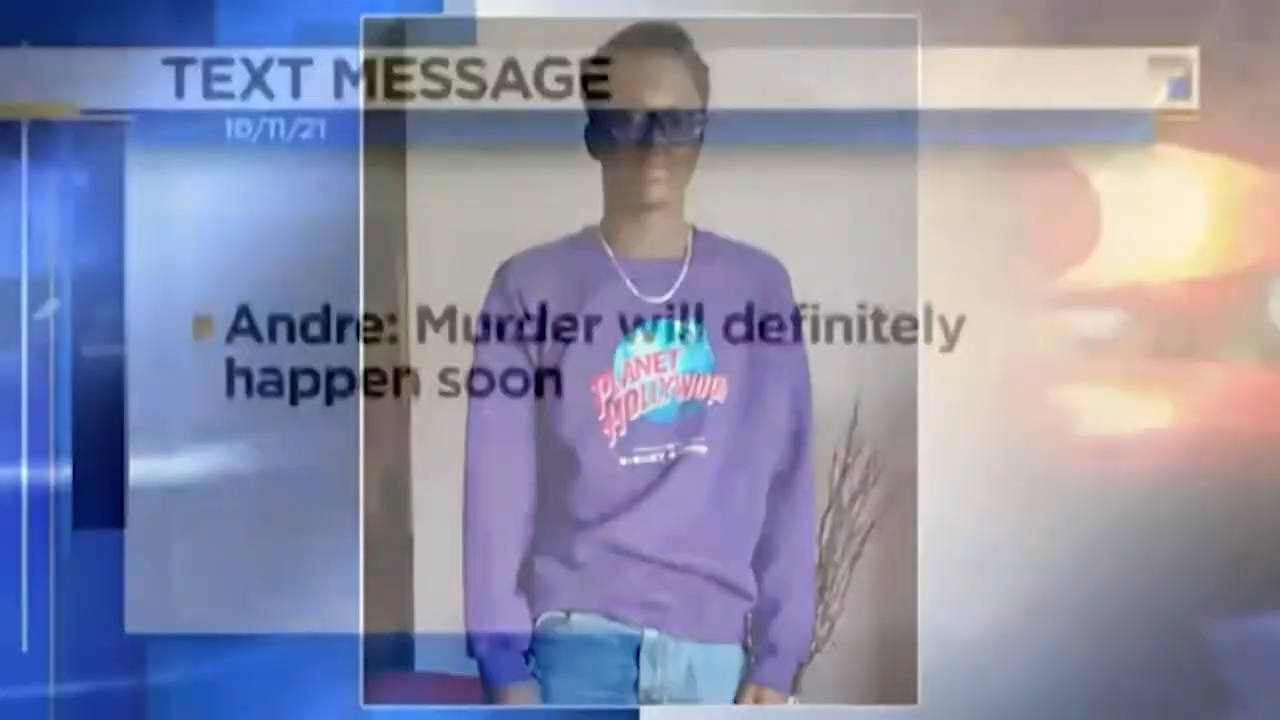 TEXT MESSAGE
10/11/21
Andre: Murder will definitely
happen soon
PLANET
HOLLYWOOD